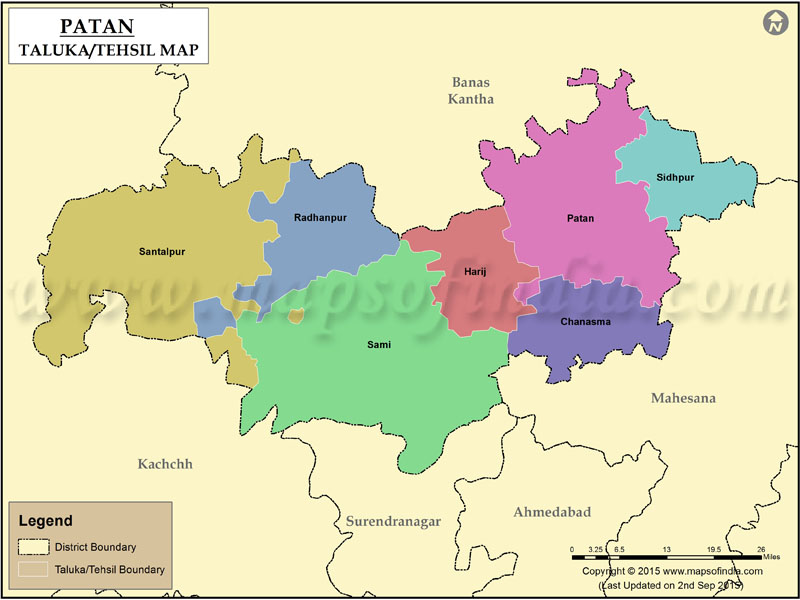 PATAN
TALUKA/TEHSIL MAP
N
Banas
Kantha
Sidhpur
Radhanpur
Patan
Santalpur
Harij
www.mapsofindia.com
Chanasma
Sami
Mahesana
Kachchh
Surendranagar
Ahmedabad
Legend
District Boundary
Taluka/Tehsil Boundary
0 3.25 6.5 13 19.5 26
Miles
Copyright © 2015 www.mapsofindia.com
(Last Updated on 2nd Sep 2015)